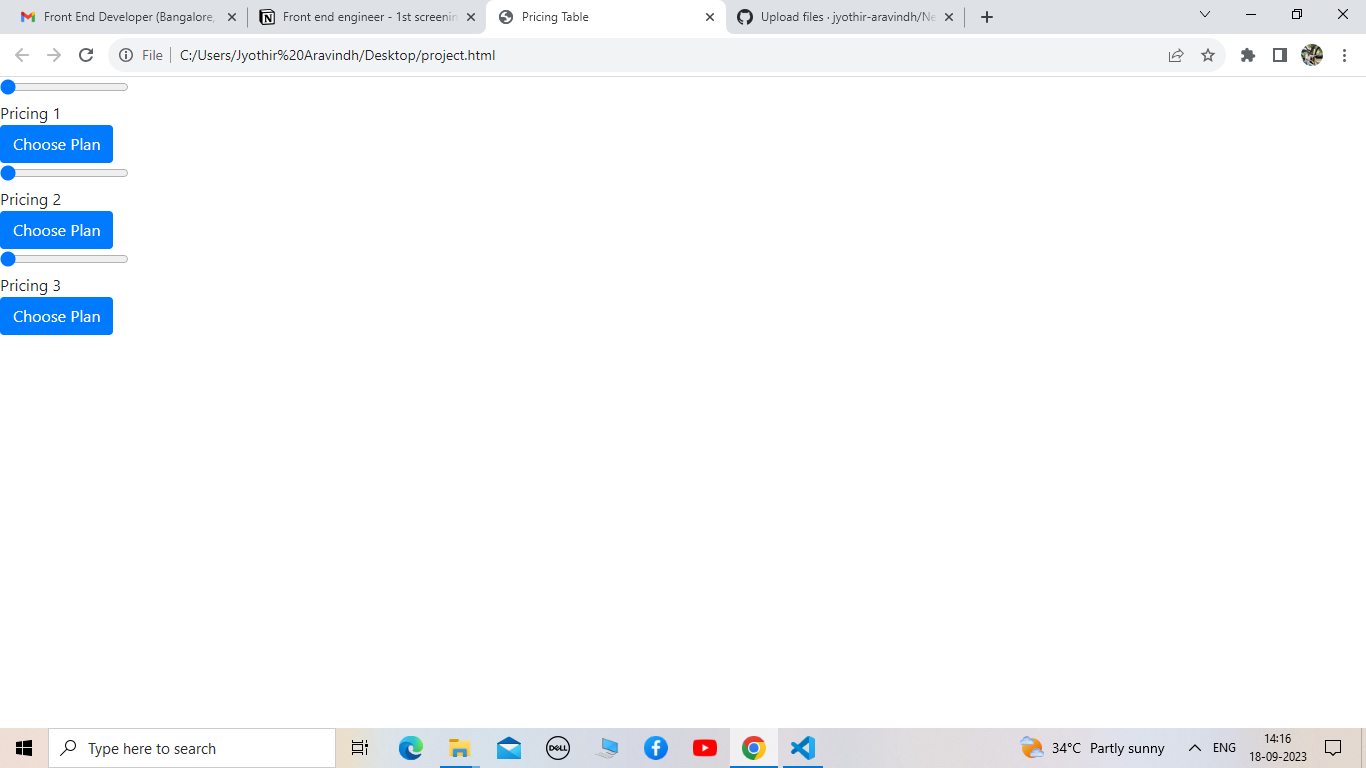 Front End Developer (Bangalore,
Front end engineer - 1st screenin
Pricing Table
Upload files · jyothir-aravindh/Ne
File
C:/Users/Jyothir%20Aravindh/Desktop/project.html
Pricing 1
Choose Plan
Pricing 2
Choose Plan
Pricing 3
Choose Plan
Type here to search
DELL
34°C Partly sunny
ENG
14:16
18-09-2023